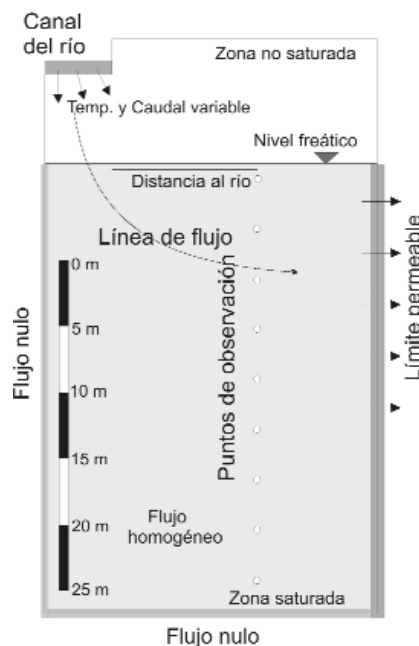 Canal
del río
Zona no saturada
Temp. y Caudal variable
Nivel freático
Distancia al río
Línea de flujo
0 m
5 m
10 m
15 m
20 m
25 m
Puntos de observación
Flujo nulo
Límite permeable
Flujo
homogéneo
Zona saturada
Flujo nulo